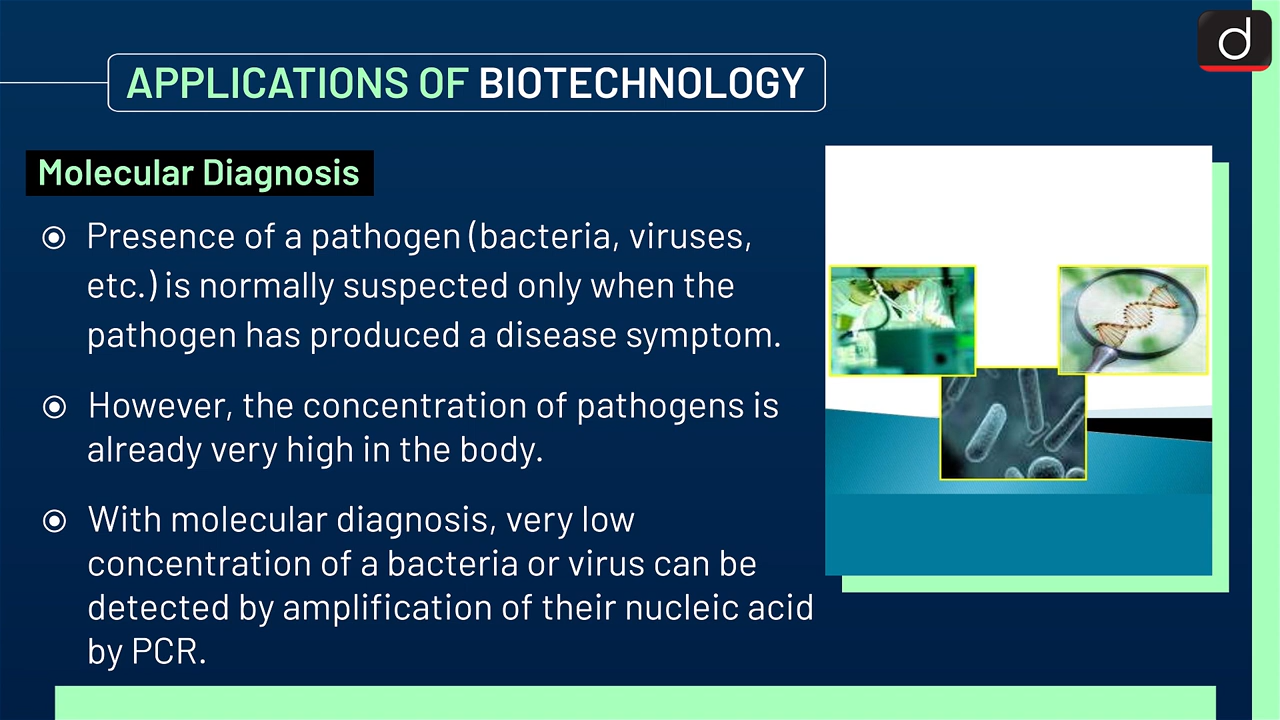 d
APPLICATIONS OF BIOTECHNOLOGY
Molecular Diagnosis
Presence of a pathogen (bacteria, viruses,
etc.) is normally suspected only when the
pathogen has produced a disease symptom.
However, the concentration of pathogens is
already very high in the body.
With molecular diagnosis, very low
concentration of a bacteria or virus can be
detected by amplification of their nucleic acid
by PCR.